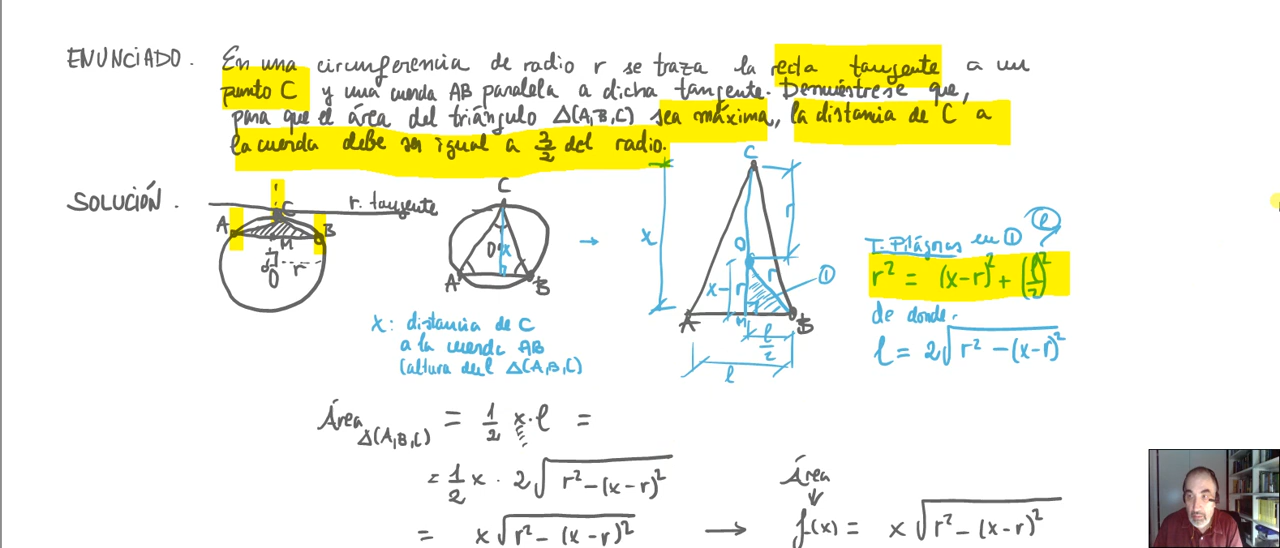 ENUNCIADO. En una circunferencia de radio r se traza la recta tangente a un
punto C y una cuerda AB paralela a dicha tangente. Demuéstrese que,
para que el área del triángulo Δ(A,B,C) sea máxima, la distancia de C a
la cuerda debe ser igual a 3/2 del radio.
SOLUCIÓN.
C
r. tangente
A
B
M
d
r
O
C
O
x
A
B
x: distancia de C
a la cuerda AB
(altura del Δ(A,B,C)
C
x
r
O
x-r
r
①
A
M
B
l/2
l
T. Pitágoras en ①
l
r² = (x-r)² + (l/2)²
de donde.
l = 2√(r² - (x-r)²)
Área Δ(A,B,C) = 1/2 x·l =
= 1/2 x · 2√(r² - (x-r)²)
= x√(r² - (x-r)²) → f(x) = x√(r² - (x-r)²)
Área